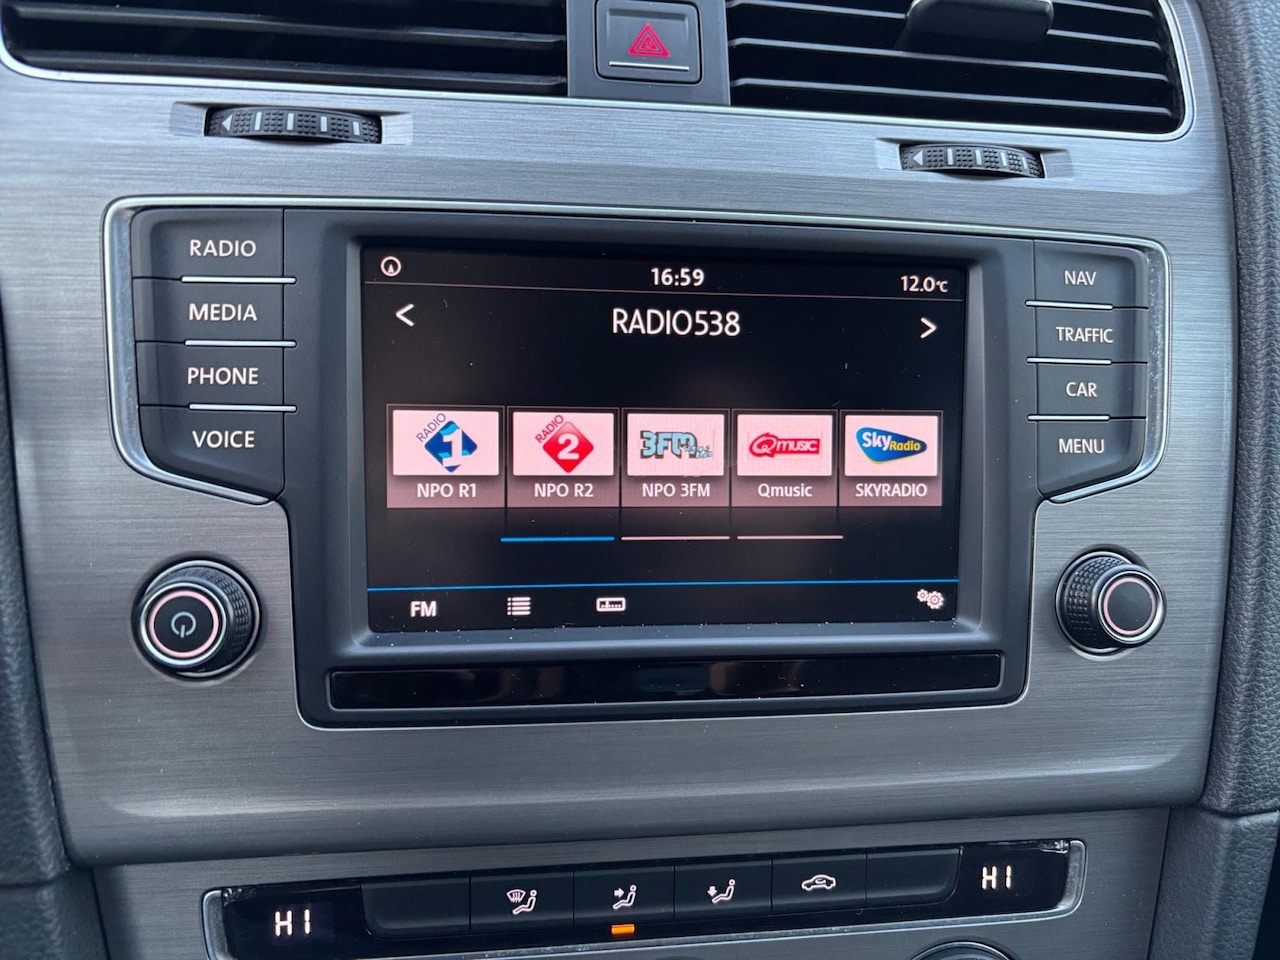 RADIO
MEDIA
PHONE
VOICE
16:59
12.0°C
<
RADIO538
>
RADIO 1
RADIO 2
3FM
Qmusic
Sky Radio
NPO R1
NPO R2
NPO 3FM
Qmusic
SKYRADIO
FM
NAV
TRAFFIC
CAR
MENU
HI
HI